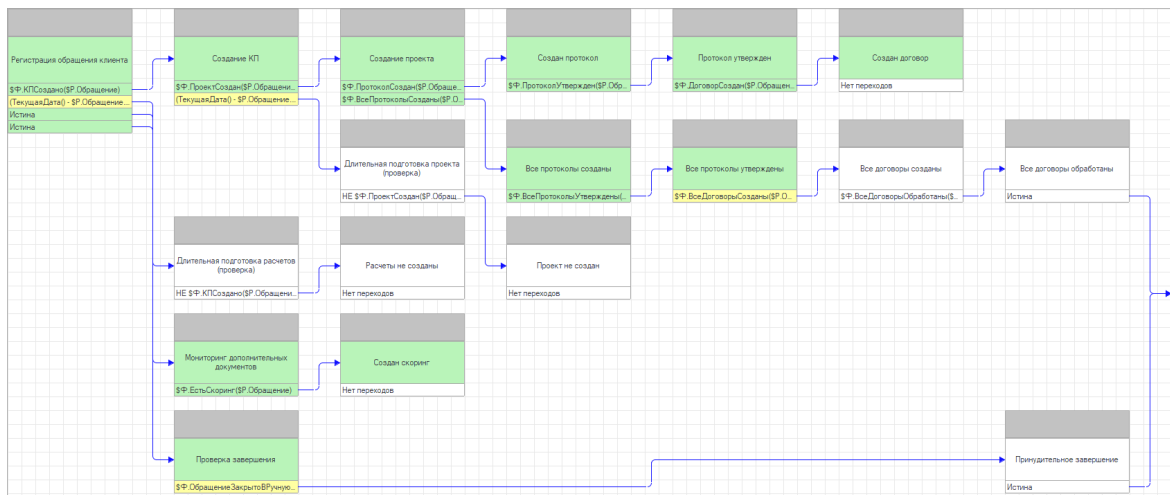 Регистрация обращения клиента
$Ф.КПСоздано($Р.Обращение)
(ТекущаяДата() - $Р.Обращение...
Истина
Истина
Создание КП
$Ф.ПроектСоздан($Р.Обращени...
(ТекущаяДата() - $Р.Обращение...
Создание проекта
$Ф.ПротоколСоздан($Р.Обраще...
$Ф.ВсеПротоколыСозданы($Р.О...
Создан протокол
$Ф.ПротоколУтвержден($Р.Обр...
Протокол утвержден
$Ф.ДоговорСоздан($Р.Обращен...
Создан договор
Нет переходов
Длительная подготовка проекта
(проверка)
НЕ $Ф.ПроектСоздан($Р.Обращ...
Все протоколы созданы
$Ф.ВсеПротоколыУтверждены(...
Все протоколы утверждены
$Ф.ВсеДоговорыСозданы($Р.О...
Все договоры созданы
$Ф.ВсеДоговорыОбработаны($...
Все договоры обработаны
Истина
Длительная подготовка расчетов
(проверка)
НЕ $Ф.КПСоздано($Р.Обращени...
Расчеты не созданы
Нет переходов
Проект не создан
Нет переходов
Мониторинг дополнительных
документов
$Ф.ЕстьСкоринг($Р.Обращение)
Создан скоринг
Нет переходов
Проверка завершения
$Ф.ОбращениеЗакрытоВРучную...
Принудительное завершение
Истина